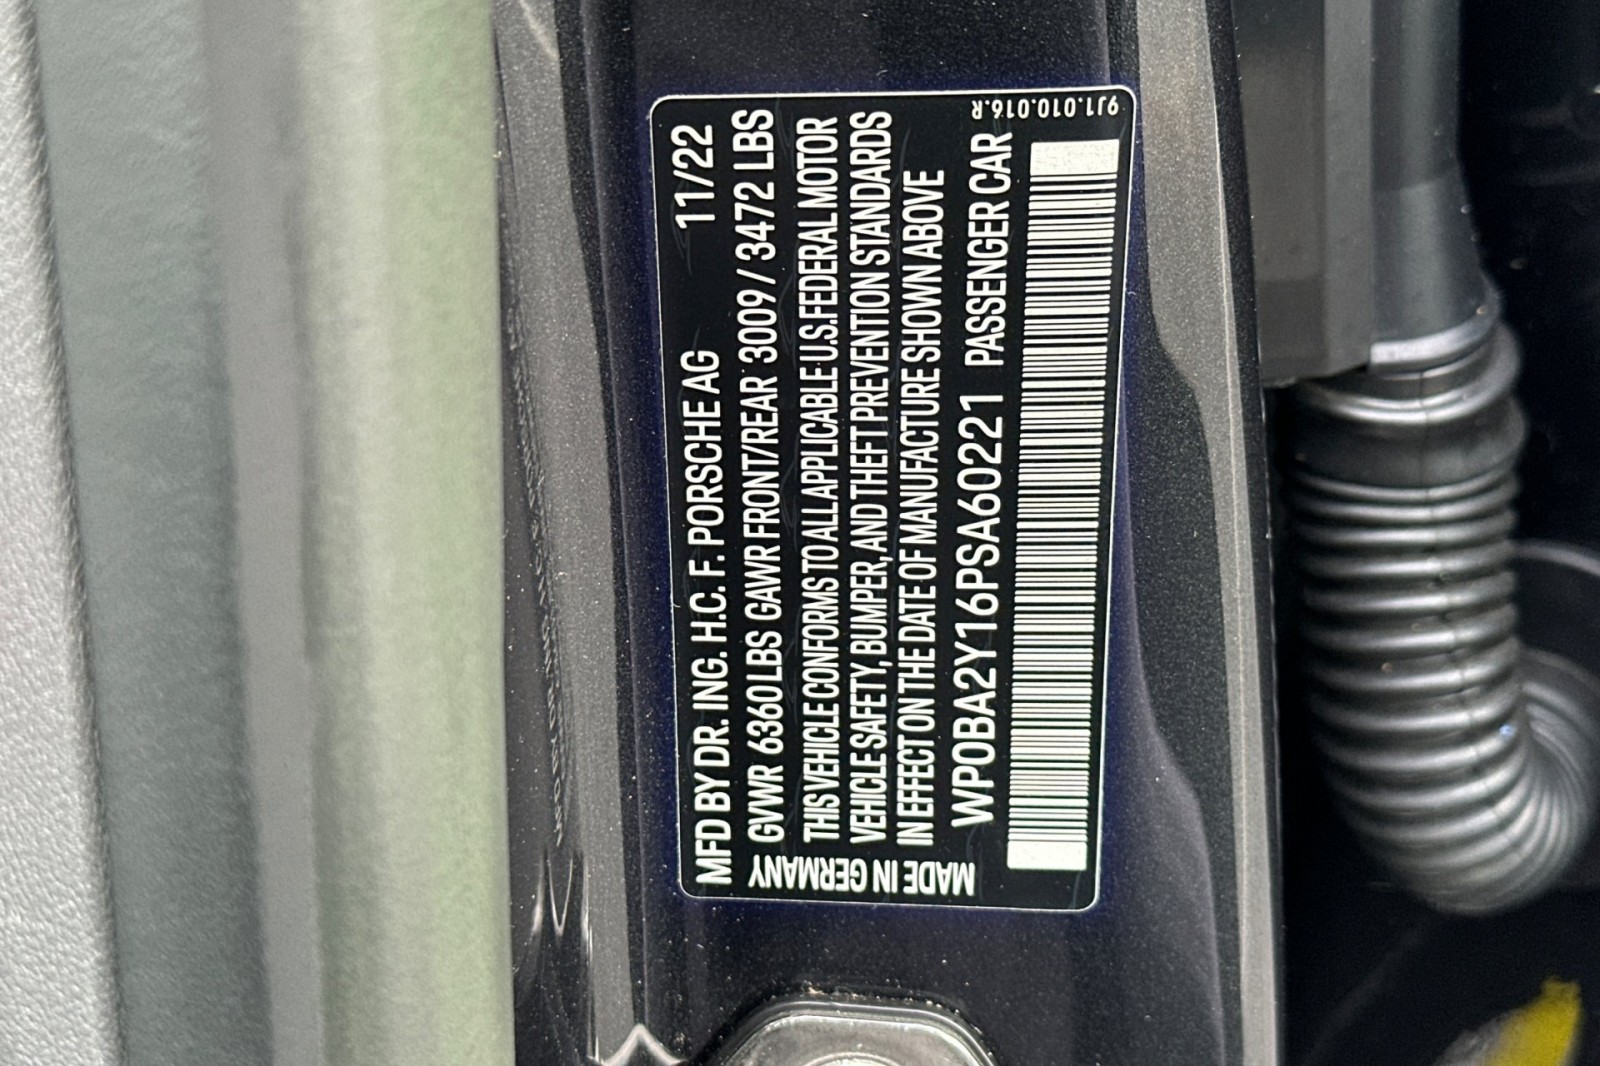 MFD BY DR. ING. H.C. F. PORSCHE AG 11/22
GVWR 6360 LBS GAWR FRONT/REAR 3009 / 3472 LBS
THIS VEHICLE CONFORMS TO ALL APPLICABLE U.S. FEDERAL MOTOR
VEHICLE SAFETY, BUMPER, AND THEFT PREVENTION STANDARDS
IN EFFECT ON THE DATE OF MANUFACTURE SHOWN ABOVE
WP0BA2Y16PSA60221 PASSENGER CAR
MADE IN GERMANY
9J1.010.016.R